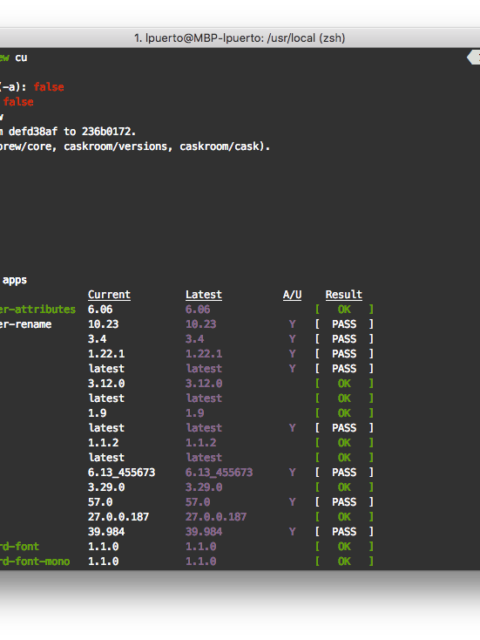 1. lpuerto@MBP-lpuerto: /usr/local (zsh)
ew cu
(-a): false
false
w
m defd38af to 236b0172.
brew/core, caskroom/versions, caskroom/cask).
apps
Current Latest A/U Result
er-attributes 6.06 6.06 [ OK ]
er-rename 10.23 10.23 Y [ PASS ]
3.4 3.4 Y [ PASS ]
1.22.1 1.22.1 Y [ PASS ]
latest latest Y [ PASS ]
3.12.0 3.12.0 [ OK ]
latest latest [ OK ]
1.9 1.9 [ OK ]
latest latest Y [ PASS ]
1.1.2 1.1.2 [ OK ]
latest latest [ OK ]
6.13_455673 6.13_455673 Y [ PASS ]
3.29.0 3.29.0 [ OK ]
57.0 57.0 Y [ PASS ]
27.0.0.187 27.0.0.187 [ OK ]
39.984 39.984 Y [ PASS ]
rd-font 1.1.0 1.1.0 [ OK ]
rd-font-mono 1.1.0 1.1.0 [ OK ]